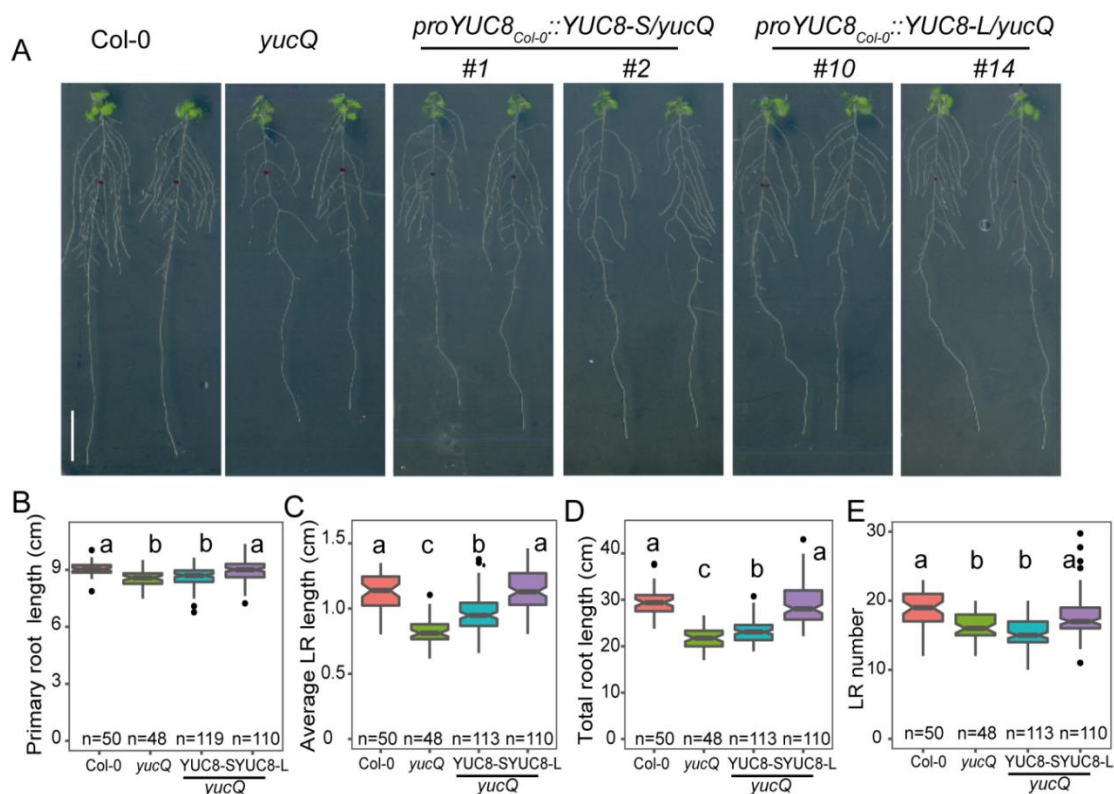 A
Col-0
yucQ
proYUC8Col-0::YUC8-S/yucQ
proYUC8Col-0::YUC8-L/yucQ
#1
#2
#10
#14
B
Primary root length (cm)
9
6
3
0
a
b
b
a
n=50
n=48
n=119
n=110
Col-0
yucQ
YUC8-S
YUC8-L
yucQ
C
Average LR length (cm)
1.5
1.0
0.5
0
a
c
b
a
n=50
n=48
n=113
n=110
Col-0
yucQ
YUC8-S
YUC8-L
yucQ
D
Total root length (cm)
40
30
20
10
0
a
c
b
a
n=50
n=48
n=113
n=110
Col-0
yucQ
YUC8-S
YUC8-L
yucQ
E
LR number
30
20
10
0
a
b
b
a
n=50
n=48
n=113
n=110
Col-0
yucQ
YUC8-S
YUC8-L
yucQ